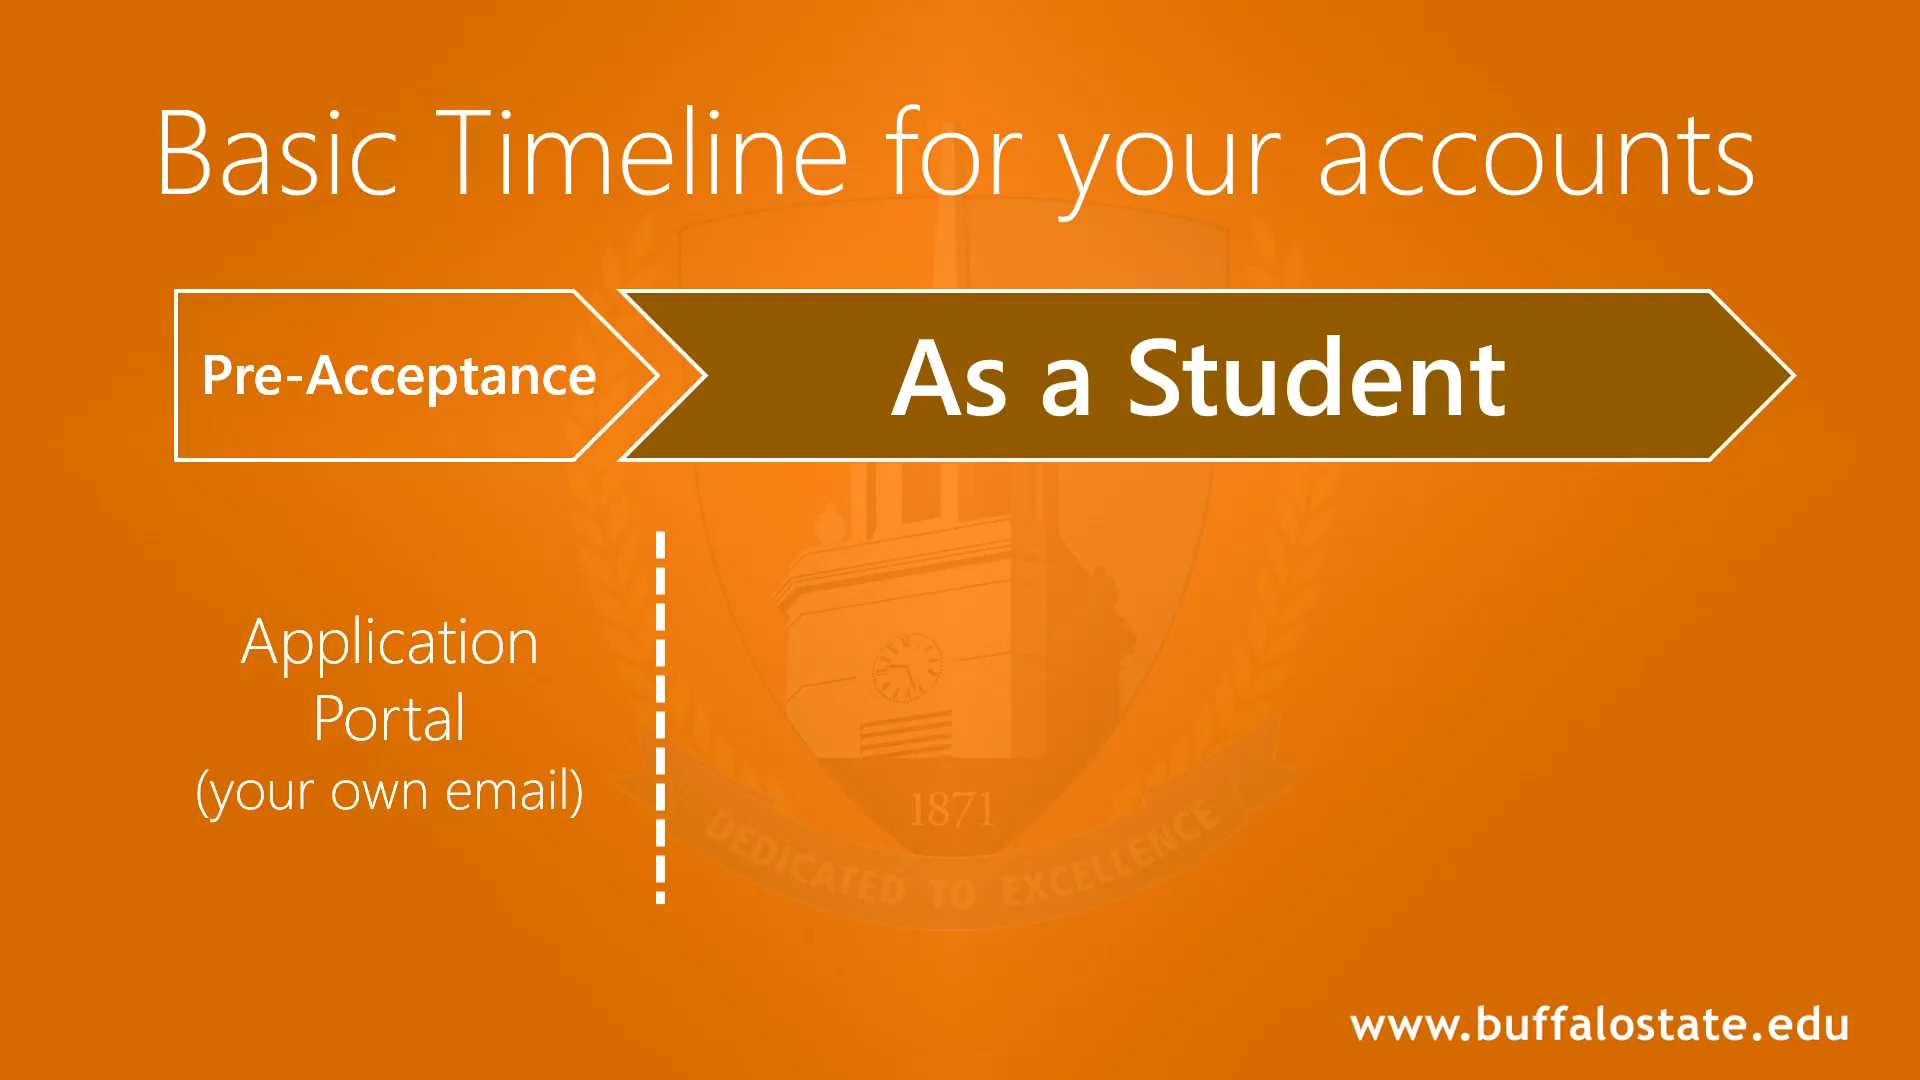 Basic Timeline for your accounts
Pre-Acceptance
As a Student
Application
Portal
(your own email)
1871
DEDICATED TO EXCELLENCE
www.buffalostate.edu